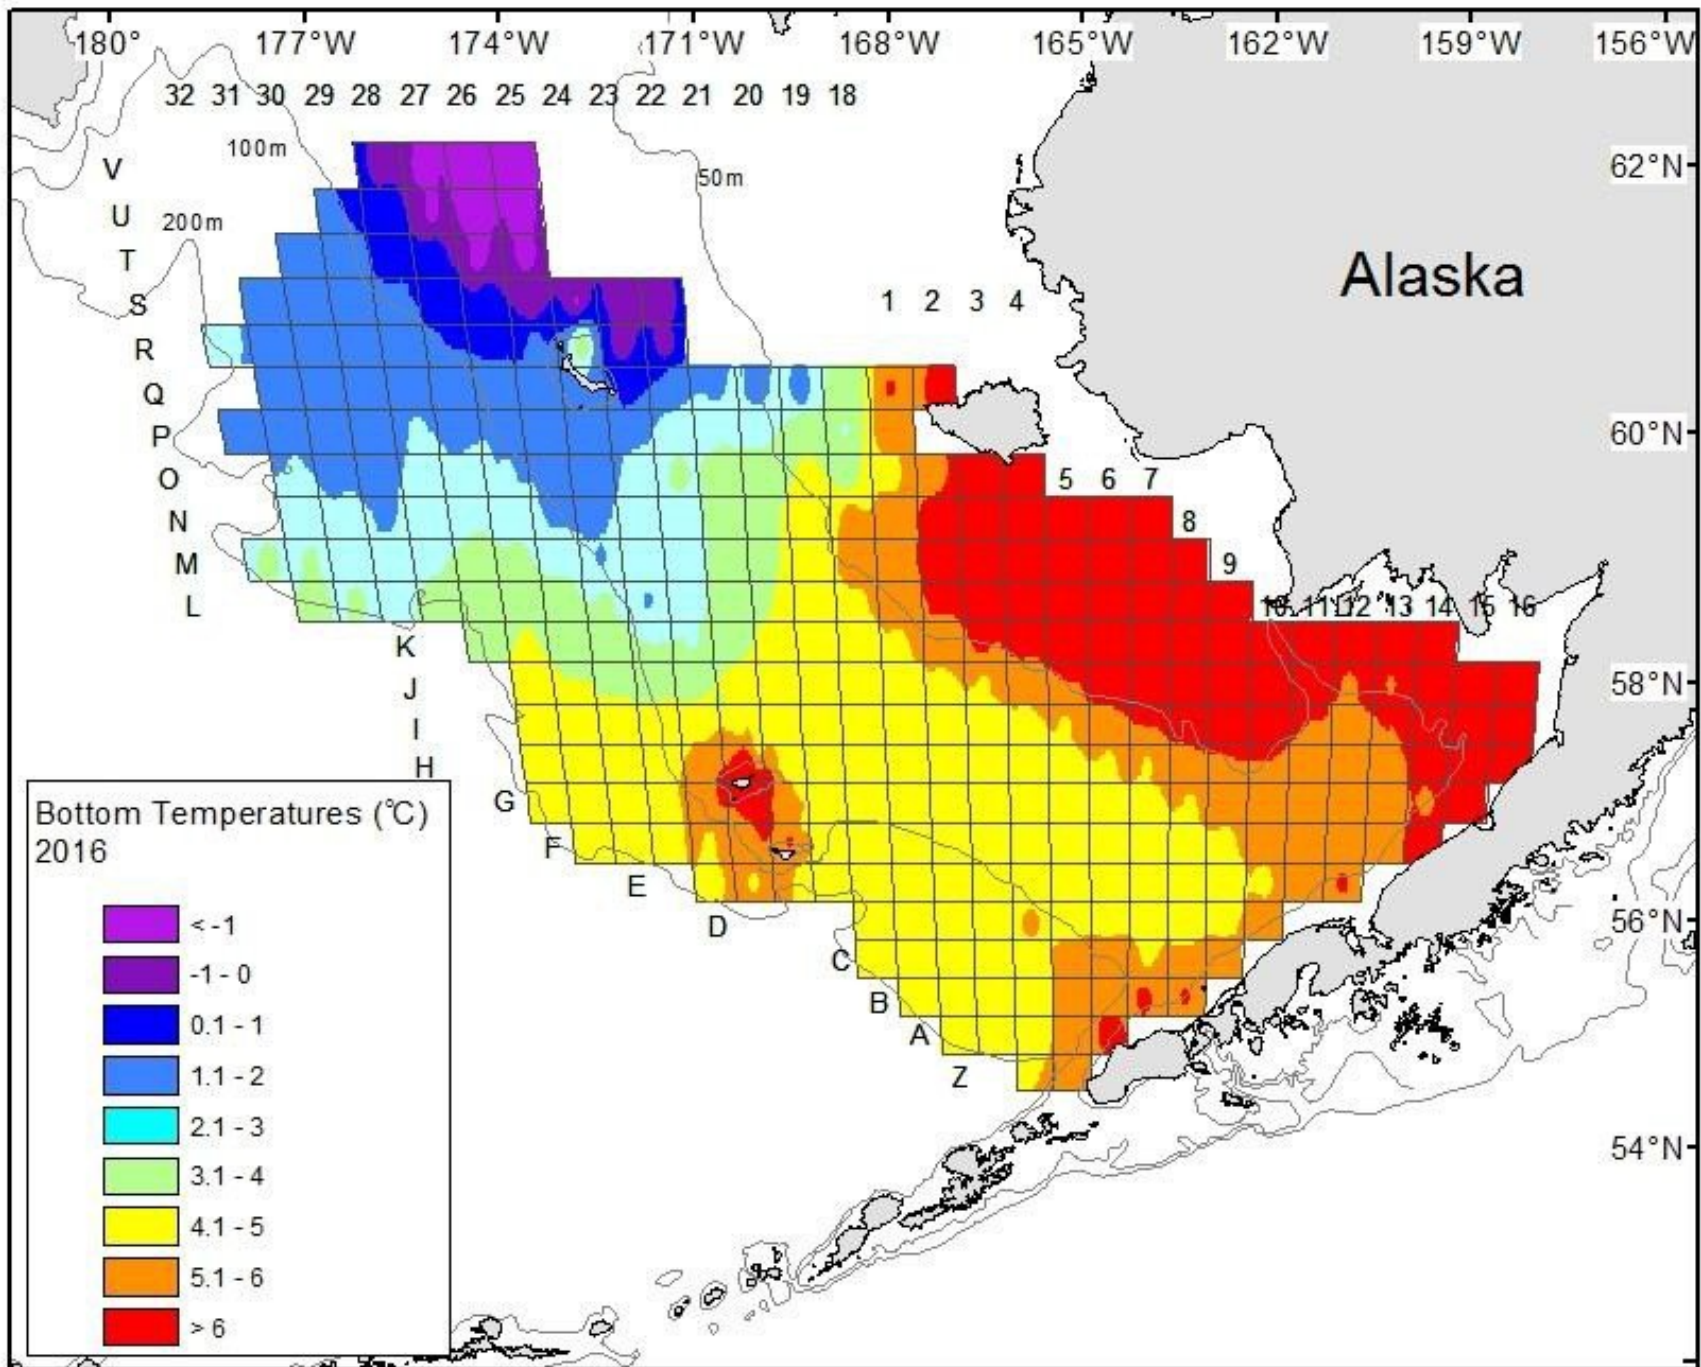 180° 177°W 174°W 171°W 168°W 165°W 162°W 159°W 156°W
32 31 30 29 28 27 26 25 24 23 22 21 20 19 18
100m
V
62°N
50m
U
200m
T
Alaska
S
1 2 3 4
R
Q
P
60°N
O
5 6 7
N
8
M
9
L
10 11 12 13 14 15 16
K
J
58°N
I
H
G
Bottom Temperatures (°C)
2016
F
E
D
56°N
< -1
C
-1 - 0
B
0.1 - 1
A
1.1 - 2
Z
2.1 - 3
54°N
3.1 - 4
4.1 - 5
5.1 - 6
> 6